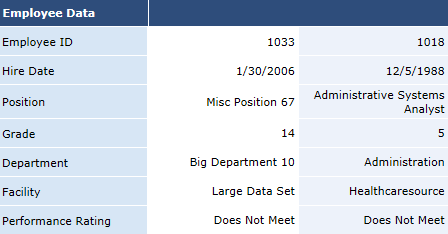 Employee Data
Employee ID 1033 1018
Hire Date 1/30/2006 12/5/1988
Position Misc Position 67 Administrative Systems
Analyst
Grade 14 5
Department Big Department 10 Administration
Facility Large Data Set Healthcaresource
Performance Rating Does Not Meet Does Not Meet